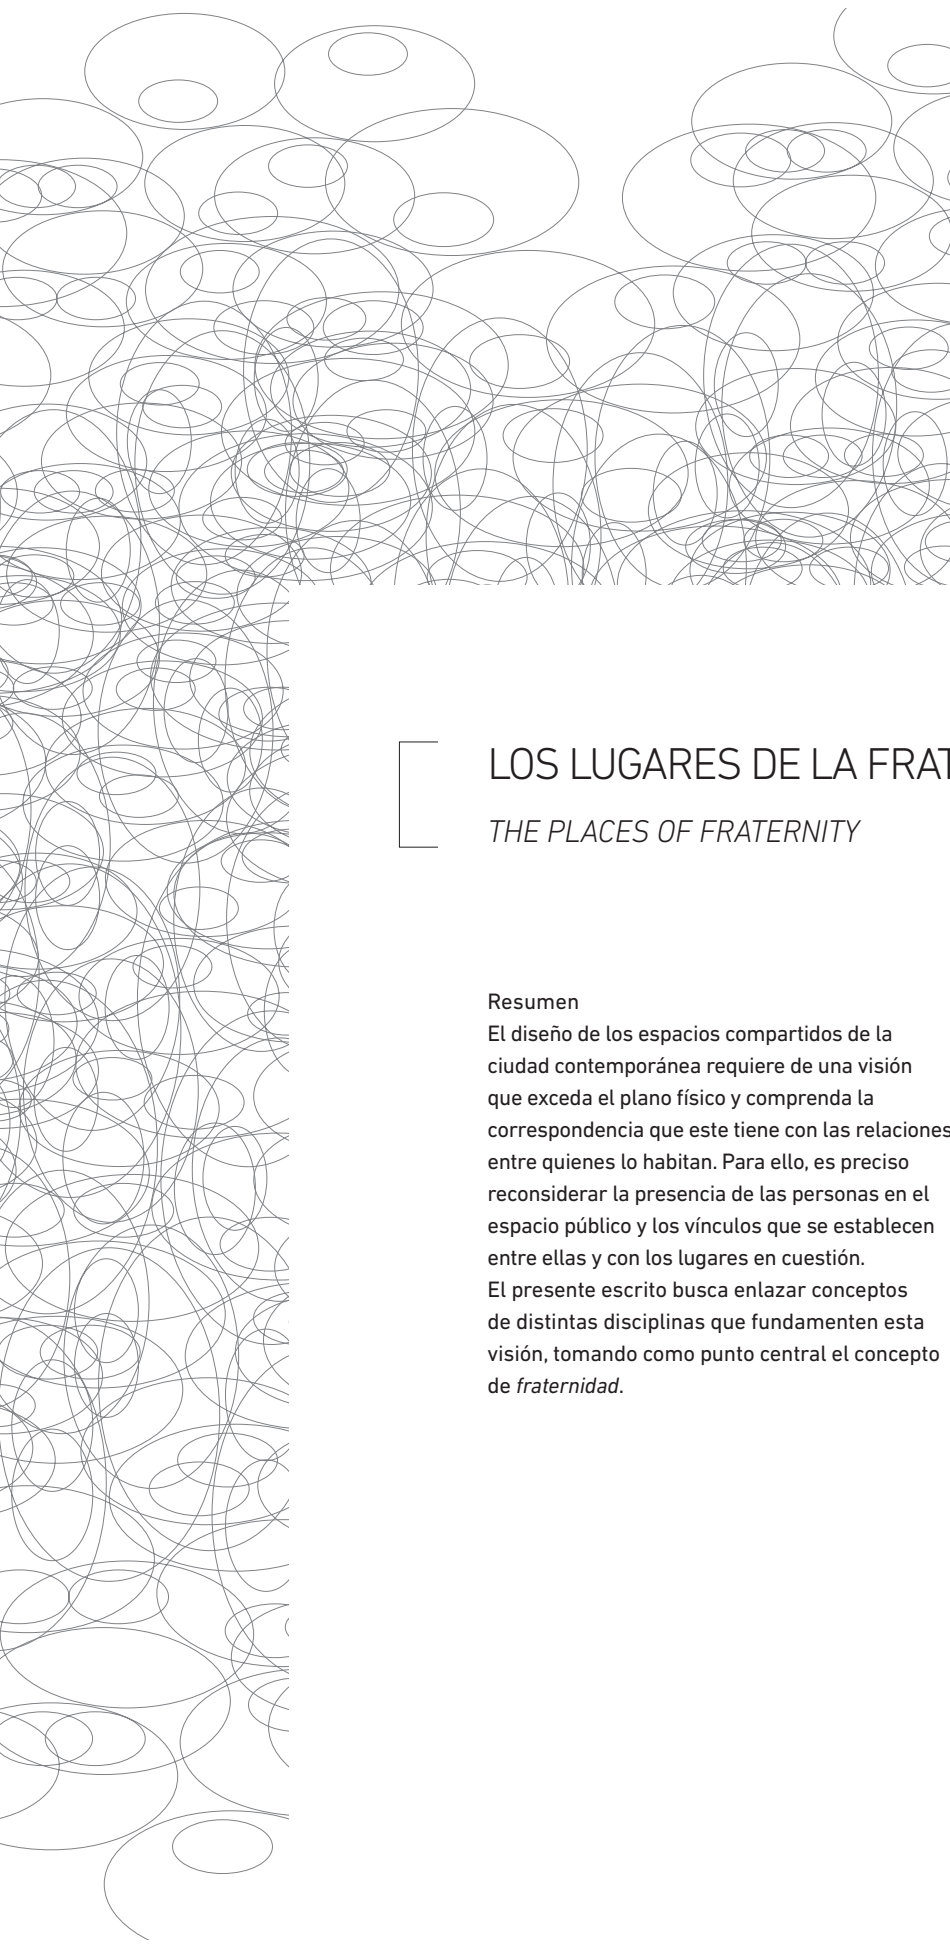 LOS LUGARES DE LA FRAT
THE PLACES OF FRATERNITY
Resumen
El diseño de los espacios compartidos de la
ciudad contemporánea requiere de una visión
que exceda el plano físico y comprenda la
correspondencia que este tiene con las relaciones
entre quienes lo habitan. Para ello, es preciso
reconsiderar la presencia de las personas en el
espacio público y los vínculos que se establecen
entre ellas y con los lugares en cuestión.
El presente escrito busca enlazar conceptos
de distintas disciplinas que fundamenten esta
visión, tomando como punto central el concepto
de fraternidad.